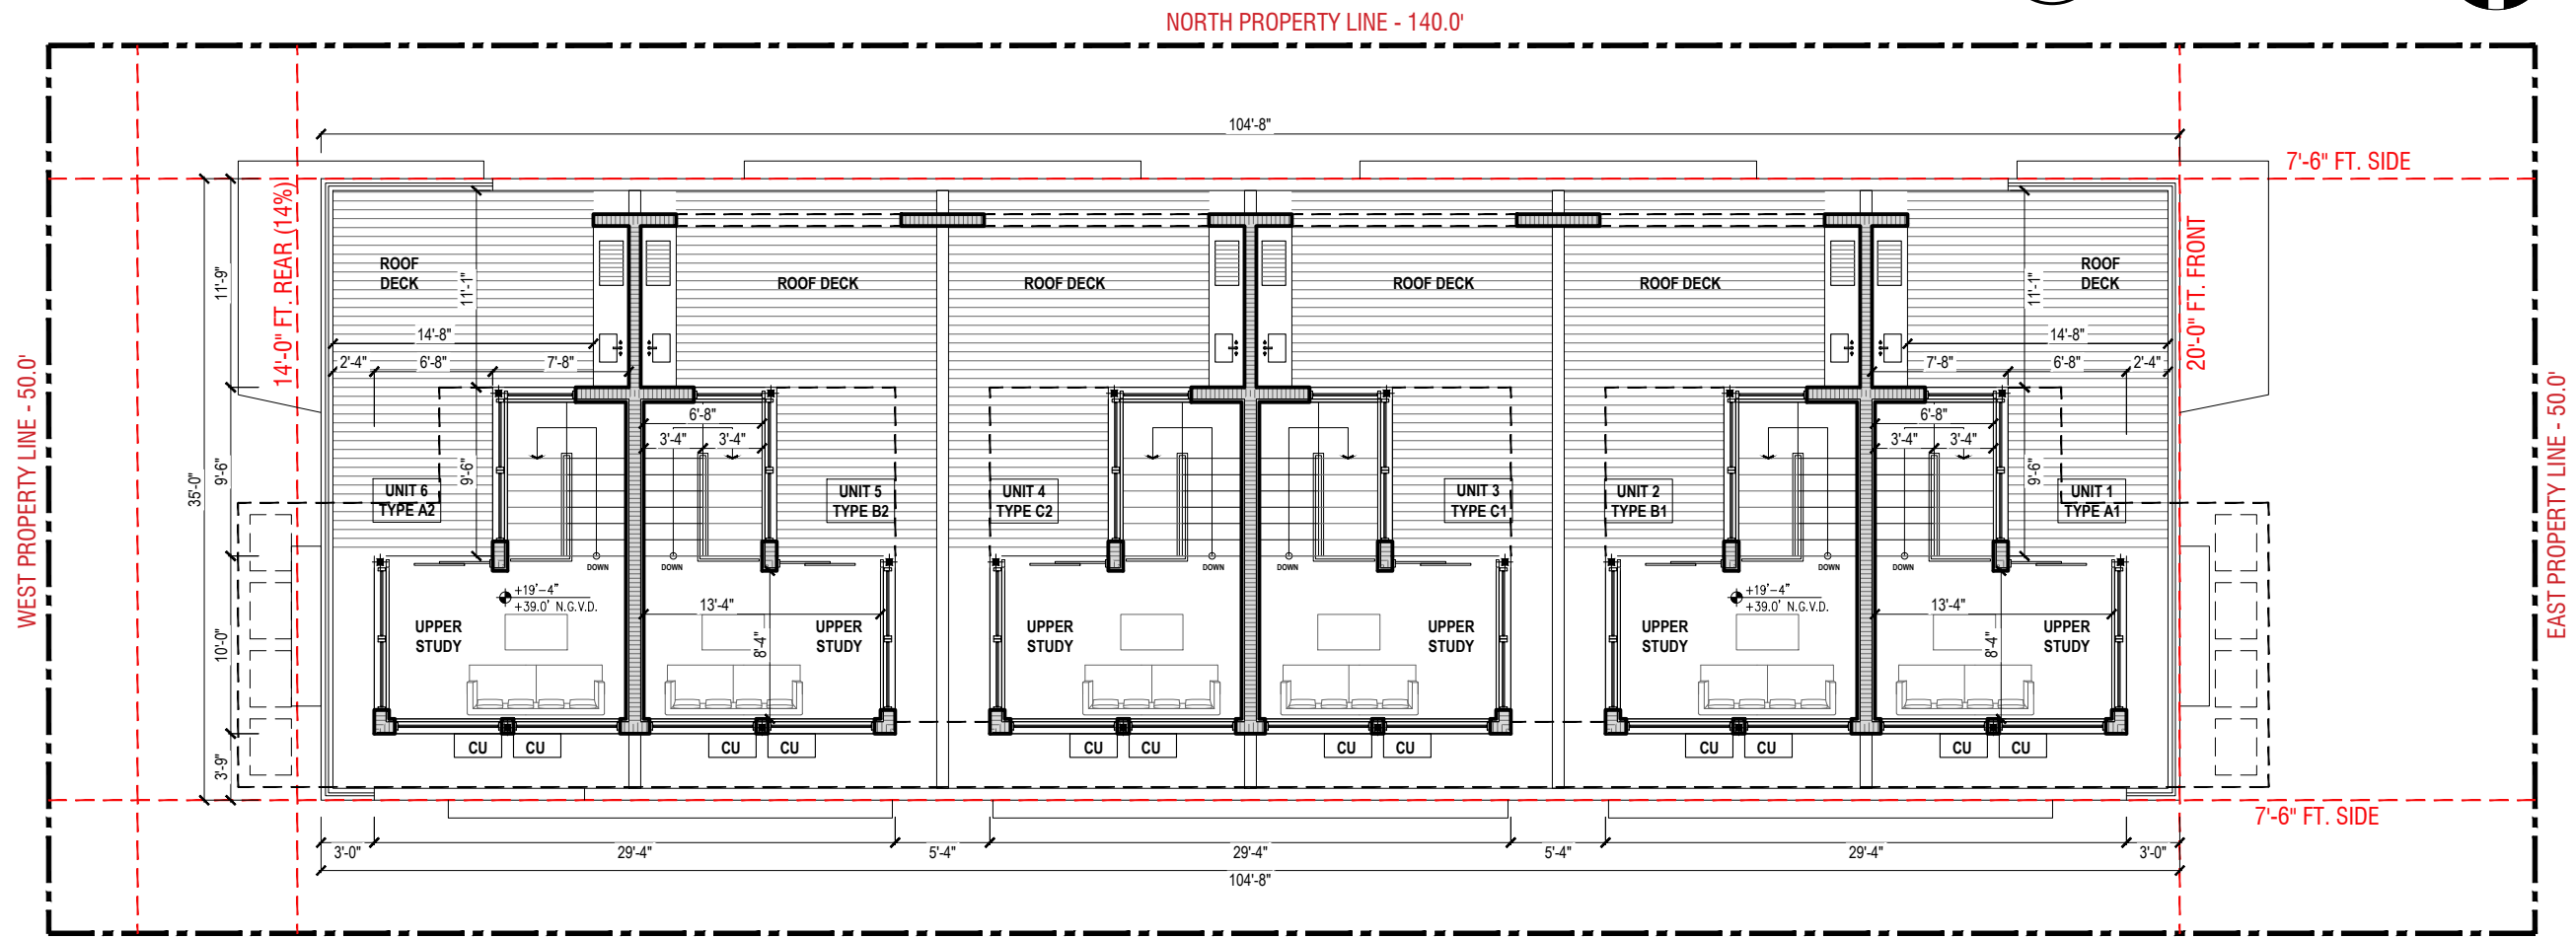 NORTH PROPERTY LINE - 140.0'
104'-8"
7'-6" FT. SIDE
14'-0" FT. REAR (14%)
20'-0" FT. FRONT
WEST PROPERTY LINE - 50.0'
EAST PROPERTY LINE - 50.0'
35'-0"
11'-9"
9'-6"
10'-0"
3'-9"
ROOF
DECK
11'-1"
ROOF DECK
ROOF DECK
ROOF DECK
ROOF DECK
ROOF
DECK
11'-1"
14'-8"
2'-4"
6'-8"
7'-8"
14'-8"
7'-8"
6'-8"
2'-4"
6'-8"
3'-4"
3'-4"
6'-8"
3'-4"
3'-4"
9'-6"
9'-6"
UNIT 6
TYPE A2
UNIT 5
TYPE B2
UNIT 4
TYPE C2
UNIT 3
TYPE C1
UNIT 2
TYPE B1
UNIT 1
TYPE A1
DOWN
DOWN
DOWN
DOWN
DOWN
DOWN
+19'-4"
+39.0' N.G.V.D.
13'-4"
8'-4"
+19'-4"
+39.0' N.G.V.D.
13'-4"
8'-4"
UPPER
STUDY
UPPER
STUDY
UPPER
STUDY
UPPER
STUDY
UPPER
STUDY
UPPER
STUDY
CU
CU
CU
CU
CU
CU
CU
CU
CU
CU
CU
CU
7'-6" FT. SIDE
3'-0"
29'-4"
5'-4"
29'-4"
5'-4"
29'-4"
3'-0"
104'-8"